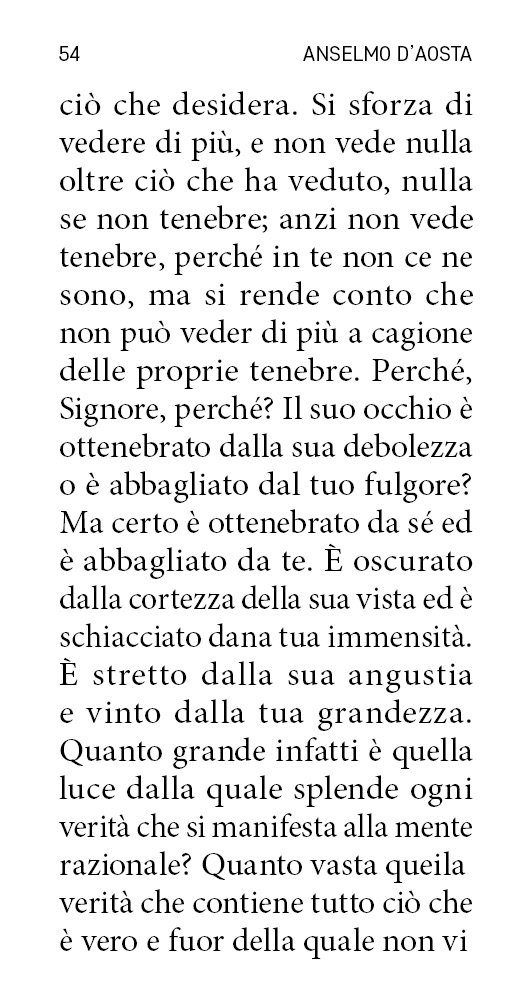 54 ANSELMO D'AOSTA
ciò che desidera. Si sforza di
vedere di più, e non vede nulla
oltre ciò che ha veduto, nulla
se non tenebre; anzi non vede
tenebre, perché in te non ce ne
sono, ma si rende conto che
non può veder di più a cagione
delle proprie tenebre. Perché,
Signore, perché? Il suo occhio è
ottenebrato dalla sua debolezza
o è abbagliato dal tuo fulgore?
Ma certo è ottenebrato da sé ed
è abbagliato da te. È oscurato
dalla cortezza della sua vista ed è
schiacciato dana tua immensità.
È stretto dalla sua angustia
e vinto dalla tua grandezza.
Quanto grande infatti è quella
luce dalla quale splende ogni
verità che si manifesta alla mente
razionale? Quanto vasta queila
verità che contiene tutto ciò che
è vero e fuor della quale non vi